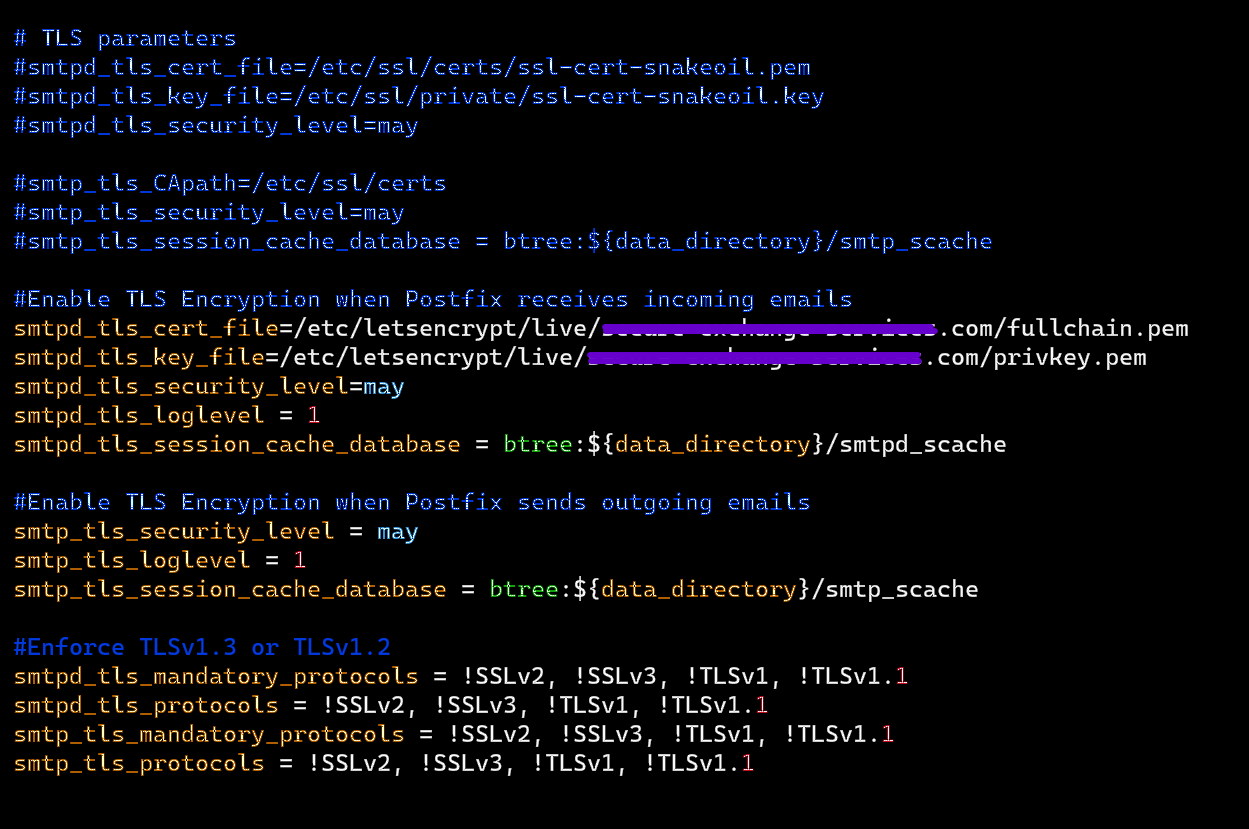 # TLS parameters
#smtpd_tls_cert_file=/etc/ssl/certs/ssl-cert-snakeoil.pem
#smtpd_tls_key_file=/etc/ssl/private/ssl-cert-snakeoil.key
#smtpd_tls_security_level=may
#smtp_tls_CApath=/etc/ssl/certs
#smtp_tls_security_level=may
#smtp_tls_session_cache_database = btree:${data_directory}/smtp_scache
#Enable TLS Encryption when Postfix receives incoming emails
smtpd_tls_cert_file=/etc/letsencrypt/live/ .com/fullchain.pem
smtpd_tls_key_file=/etc/letsencrypt/live/ .com/privkey.pem
smtpd_tls_security_level=may
smtpd_tls_loglevel = 1
smtpd_tls_session_cache_database = btree:${data_directory}/smtpd_scache
#Enable TLS Encryption when Postfix sends outgoing emails
smtp_tls_security_level = may
smtp_tls_loglevel = 1
smtp_tls_session_cache_database = btree:${data_directory}/smtp_scache
#Enforce TLSv1.3 or TLSv1.2
smtpd_tls_mandatory_protocols = !SSLv2, !SSLv3, !TLSv1, !TLSv1.1
smtpd_tls_protocols = !SSLv2, !SSLv3, !TLSv1, !TLSv1.1
smtp_tls_mandatory_protocols = !SSLv2, !SSLv3, !TLSv1, !TLSv1.1
smtp_tls_protocols = !SSLv2, !SSLv3, !TLSv1, !TLSv1.1